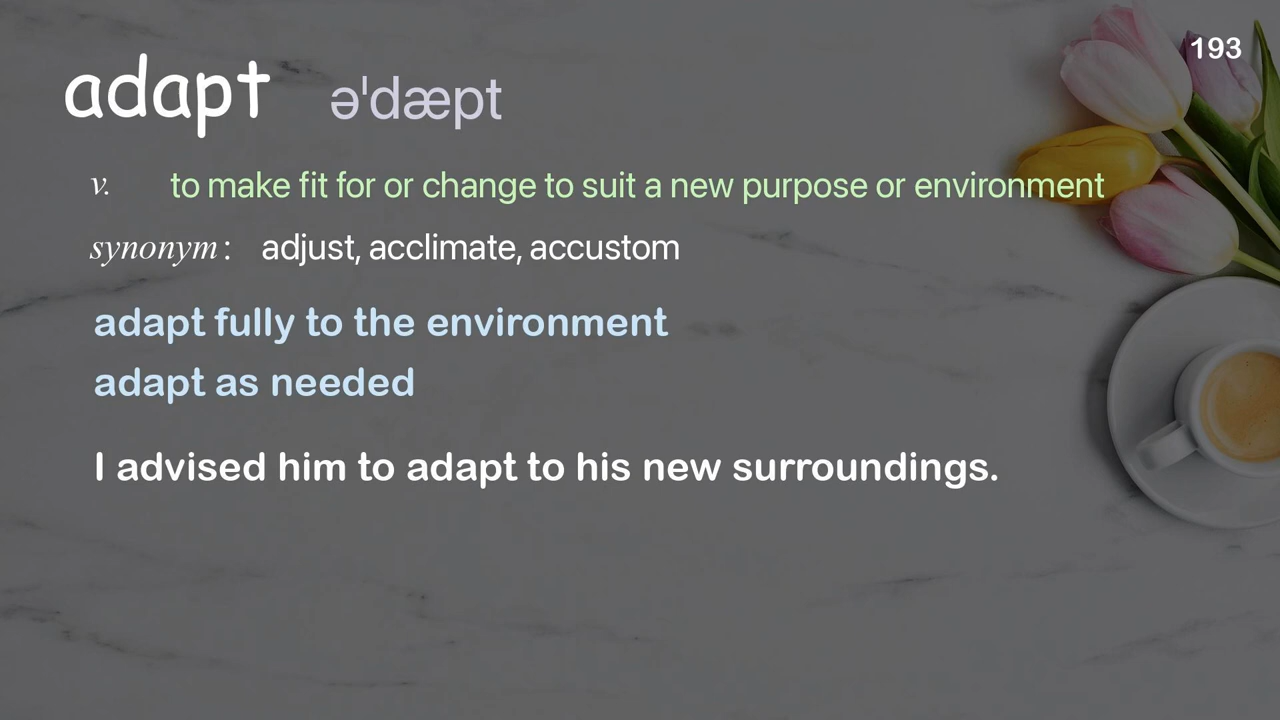 193
adapt əˈdæpt
v. to make fit for or change to suit a new purpose or environment
synonym: adjust, acclimate, accustom
adapt fully to the environment
adapt as needed
I advised him to adapt to his new surroundings.